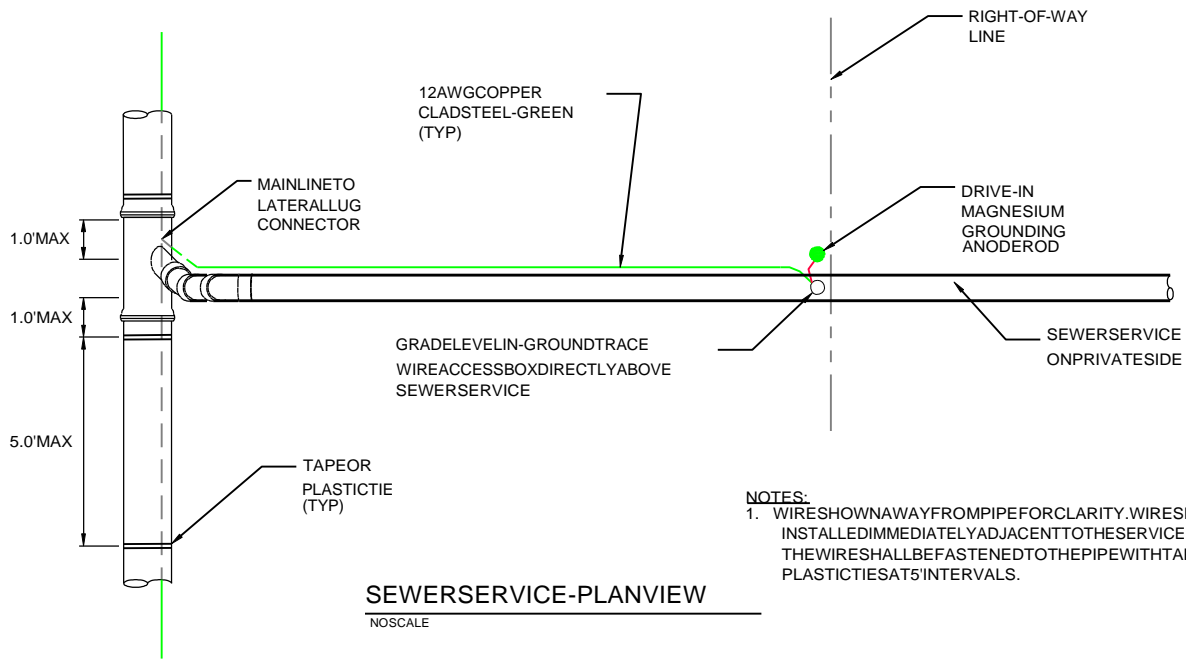 RIGHT-OF-WAY
LINE
12AWGCOPPER
CLADSTEEL-GREEN
(TYP)
MAINLINETO
LATERALLUG
CONNECTOR
DRIVE-IN
MAGNESIUM
GROUNDING
ANODEROD
1.0'MAX
1.0'MAX
GRADELEVELIN-GROUNDTRACE
WIREACCESSBOXDIRECTLYABOVE
SEWERSERVICE
SEWERSERVICE
ONPRIVATESIDE
5.0'MAX
TAPEOR
PLASTICTIE
(TYP)
NOTES:
1. WIRESHOWNAWAYFROMPIPEFORCLARITY.WIRES
INSTALLEDIMMEDIATELYADJACENTTOTHESERVICE
THEWIRESHALLBEFASTENEDTOTHEPIPEWITHTA
PLASTICTIESAT5'INTERVALS.
SEWERSERVICE-PLANVIEW
NOSCALE